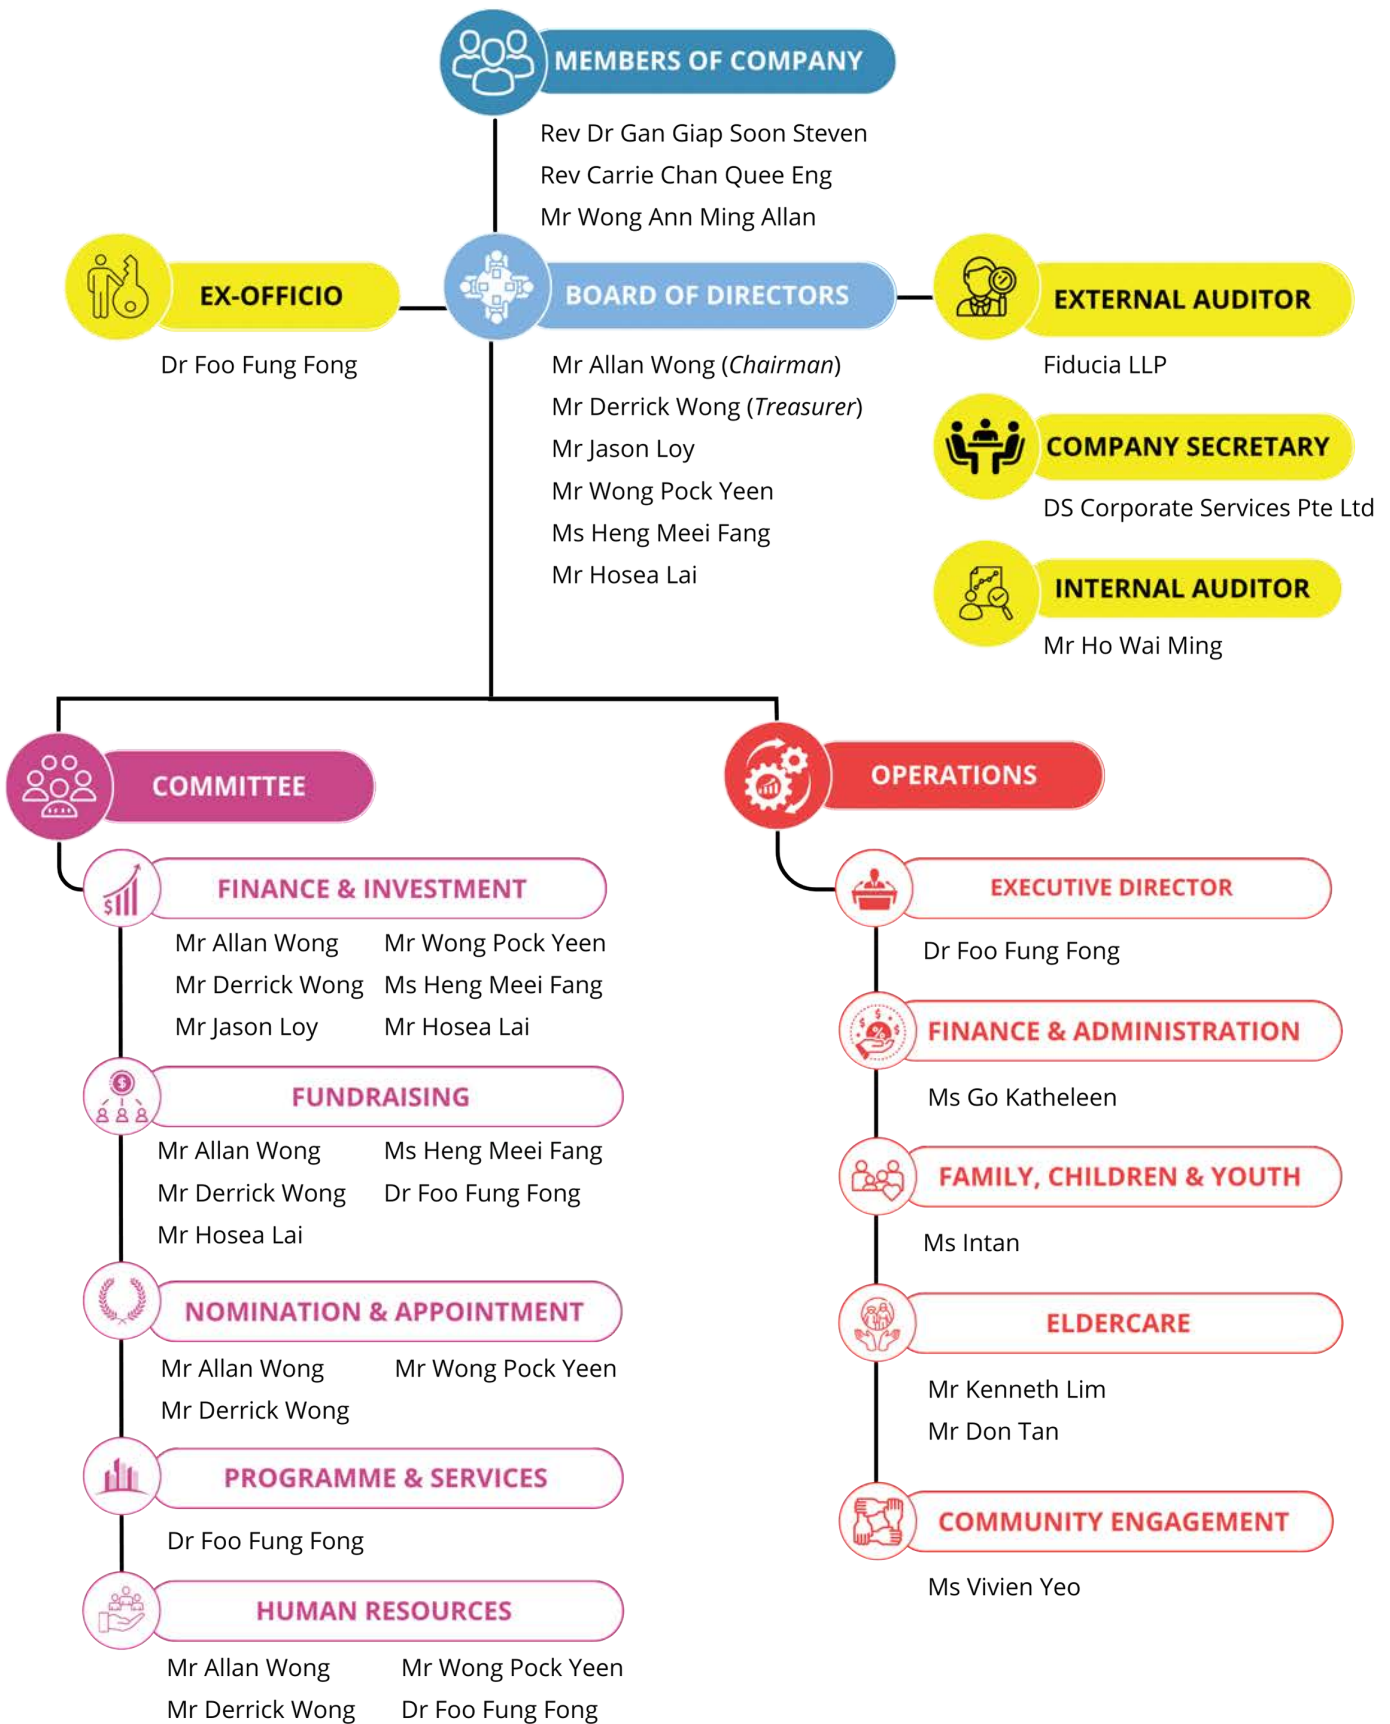 MEMBERS OF COMPANY
Rev Dr Gan Giap Soon Steven
Rev Carrie Chan Quee Eng
Mr Wong Ann Ming Allan
EX-OFFICIO
Dr Foo Fung Fong
BOARD OF DIRECTORS
Mr Allan Wong (Chairman)
Mr Derrick Wong (Treasurer)
Mr Jason Loy
Mr Wong Pock Yeen
Ms Heng Meei Fang
Mr Hosea Lai
EXTERNAL AUDITOR
Fiducia LLP
COMPANY SECRETARY
DS Corporate Services Pte Ltd
INTERNAL AUDITOR
Mr Ho Wai Ming
COMMITTEE
FINANCE & INVESTMENT
Mr Allan Wong
Mr Derrick Wong
Mr Jason Loy
Mr Wong Pock Yeen
Ms Heng Meei Fang
Mr Hosea Lai
FUNDRAISING
Mr Allan Wong
Mr Derrick Wong
Mr Hosea Lai
Ms Heng Meei Fang
Dr Foo Fung Fong
NOMINATION & APPOINTMENT
Mr Allan Wong
Mr Derrick Wong
Mr Wong Pock Yeen
PROGRAMME & SERVICES
Dr Foo Fung Fong
HUMAN RESOURCES
Mr Allan Wong
Mr Derrick Wong
Mr Wong Pock Yeen
Dr Foo Fung Fong
OPERATIONS
EXECUTIVE DIRECTOR
Dr Foo Fung Fong
FINANCE & ADMINISTRATION
Ms Go Katheleen
FAMILY, CHILDREN & YOUTH
Ms Intan
ELDERCARE
Mr Kenneth Lim
Mr Don Tan
COMMUNITY ENGAGEMENT
Ms Vivien Yeo